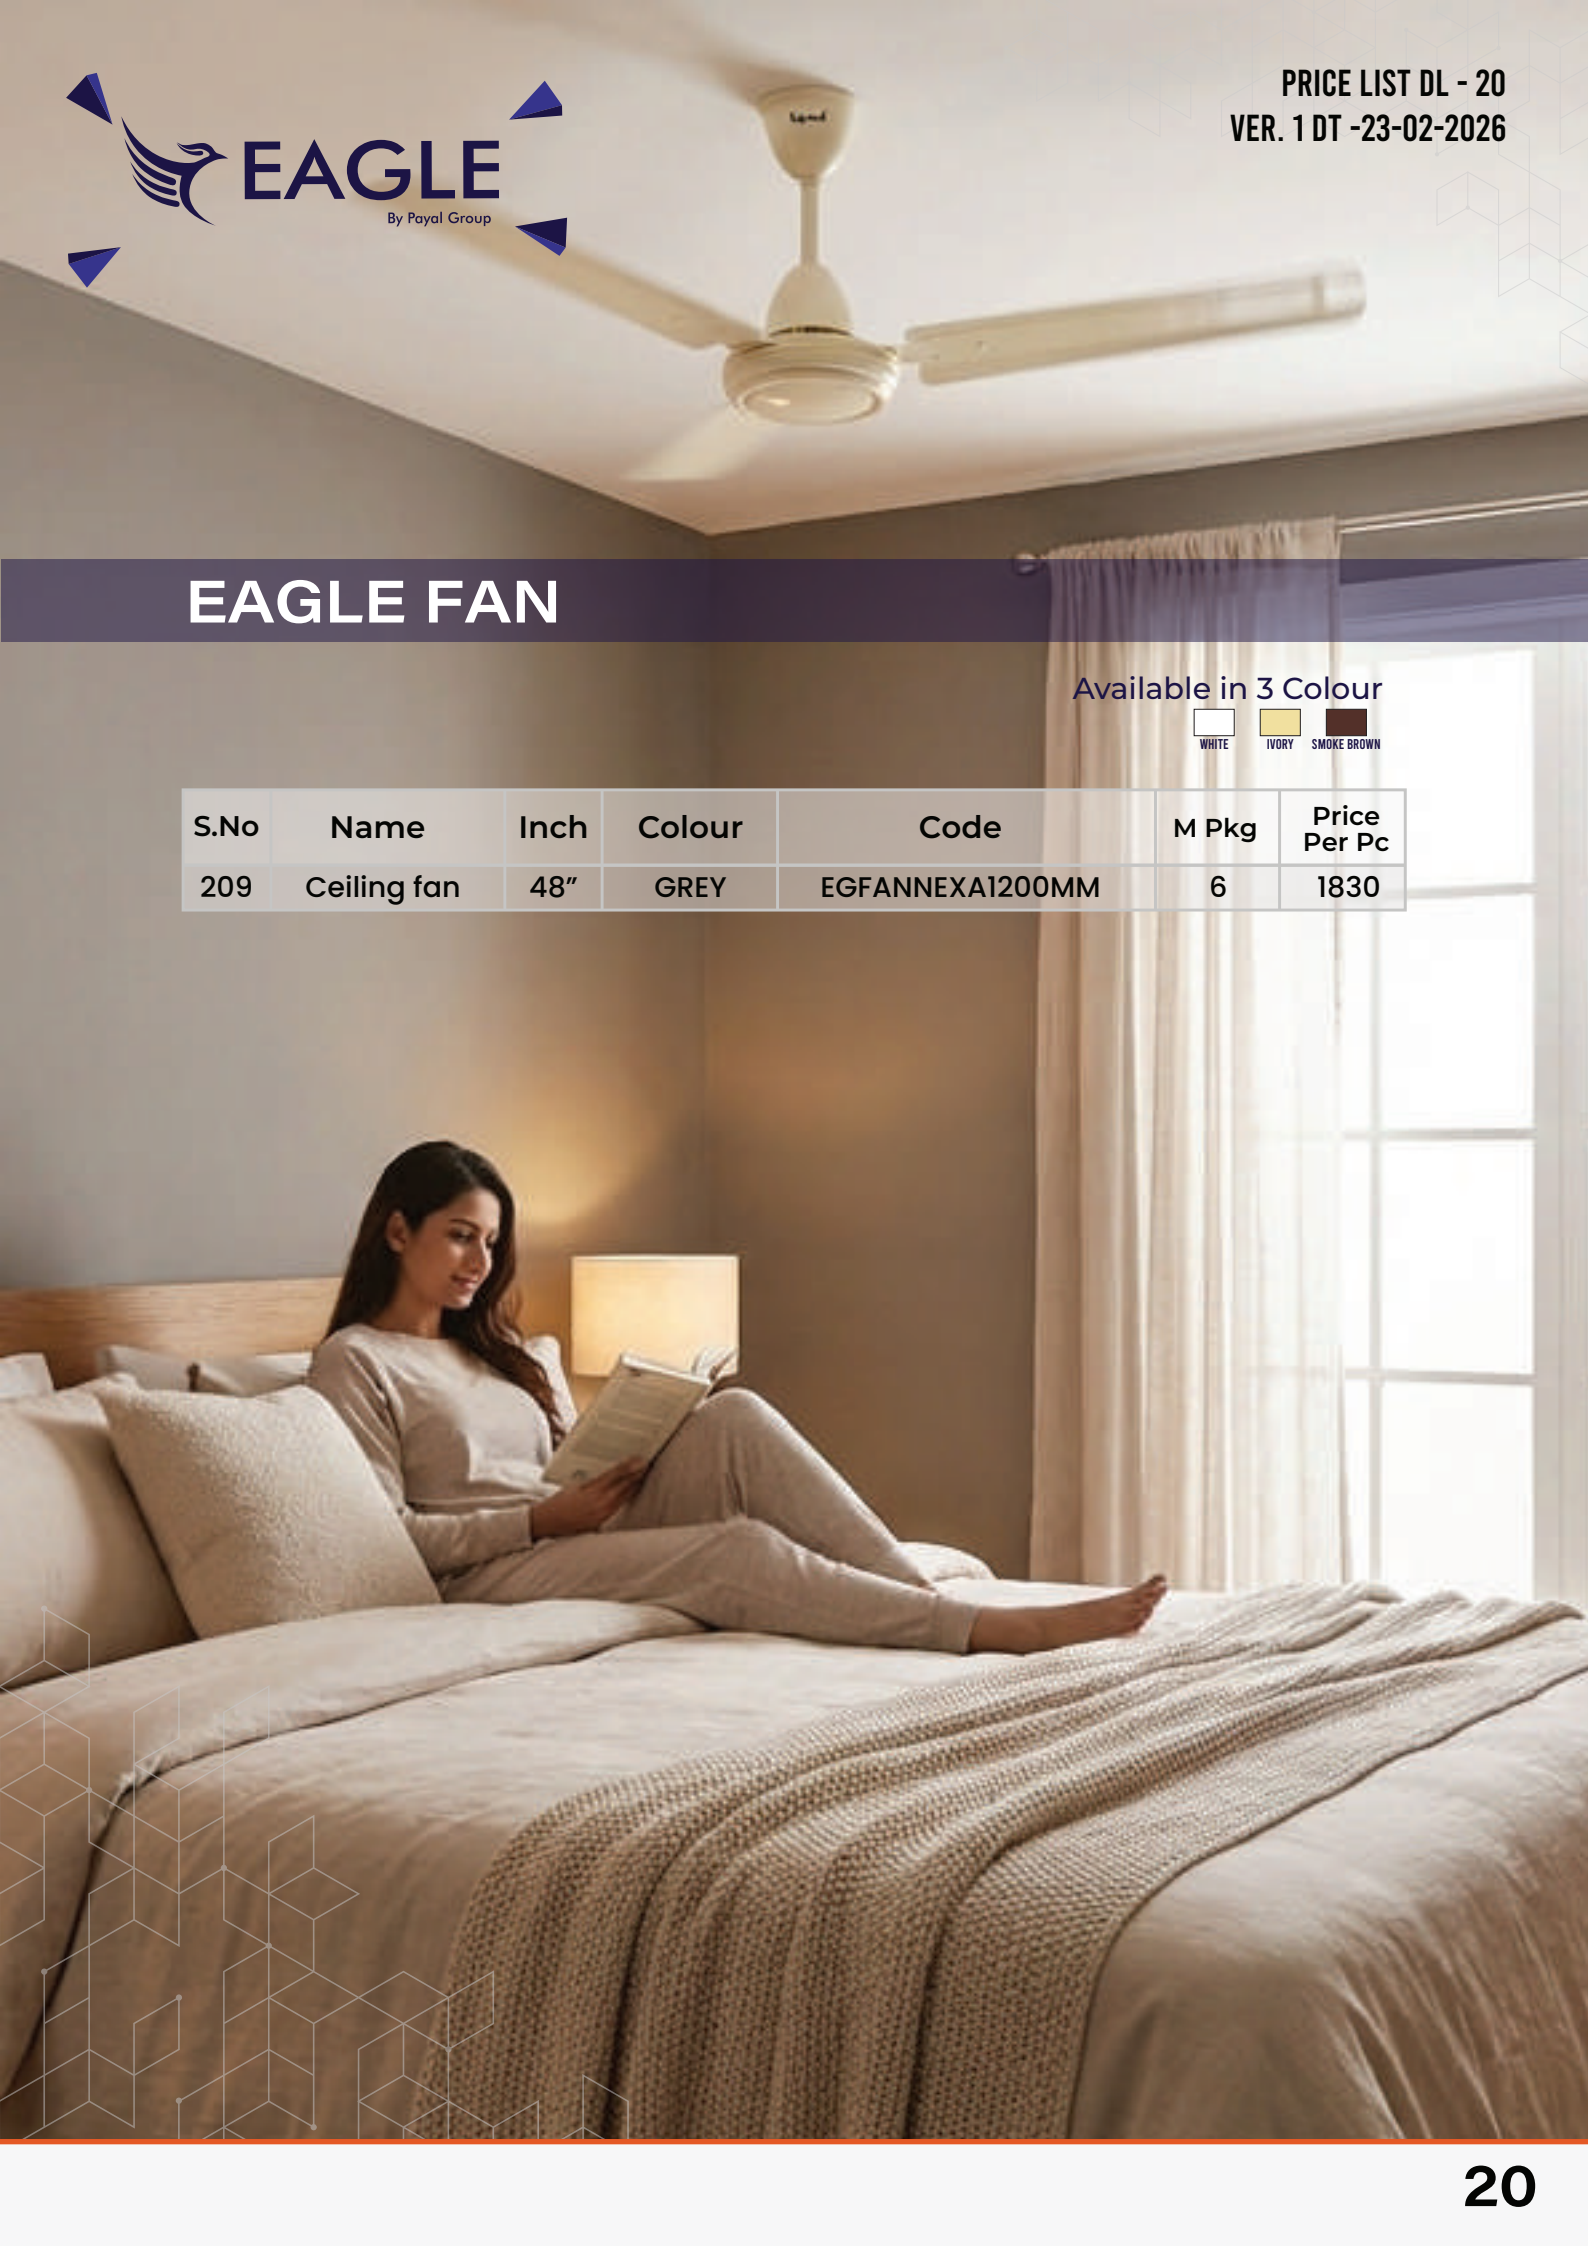 PRICE LIST DL - 20
VER. 1 DT -23-02-2026
EAGLE
By Payal Group
EAGLE FAN
Available in 3 Colour
WHITE IVORY SMOKE BROWN
S.No Name Inch Colour Code M Pkg Price Per Pc
209 Ceiling fan 48” GREY EGFANNEXA1200MM 6 1830
20